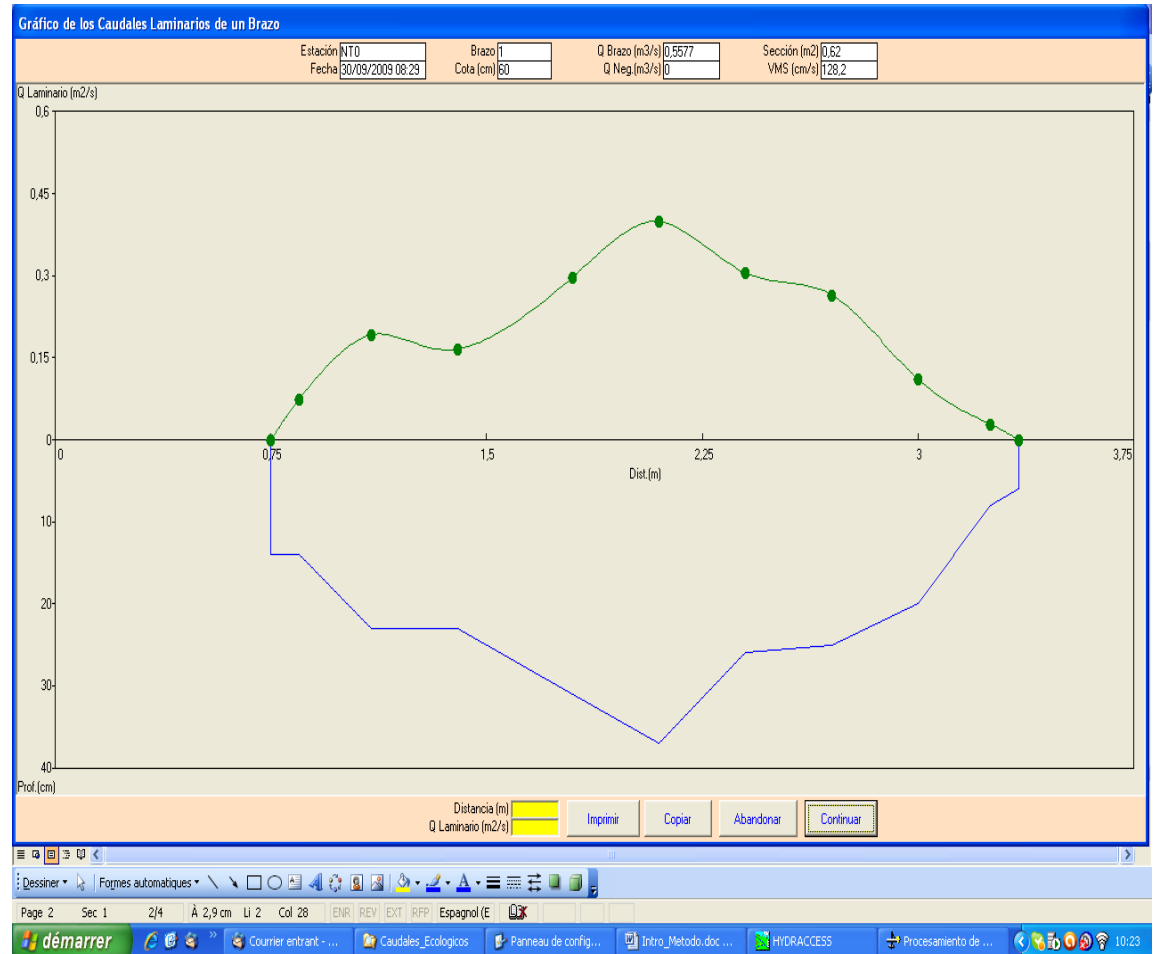 Gráfico de los Caudales Laminarios de un Brazo
Estación NT0 Brazo 1 Q Brazo (m3/s) 0,5577 Sección (m2) 0,62
Fecha 30/09/2009 08:29 Cota (cm) 60 Q Neg.(m3/s) 0 VMS (cm/s) 128,2
Q Laminario (m2/s)
0,6
0,45
0,3
0,15
0
0 0,75 1,5 2,25 3 3,75
Dist.(m)
10
20
30
40
Prof.(cm)
Distancia (m)
Q Laminario (m2/s)
Imprimir Copiar Abandonar Continuar
Dessiner Formes automatiques
Page 2 Sec 1 2/4 À 2,9 cm Li 2 Col 28 ENR REV EXT RFP Espagnol (E
démarrer Courrier entrant - ... Caudales_Ecologicos Panneau de config... Intro_Metodo.doc ... HYDRACCESS Procesamiento de ... 10:23